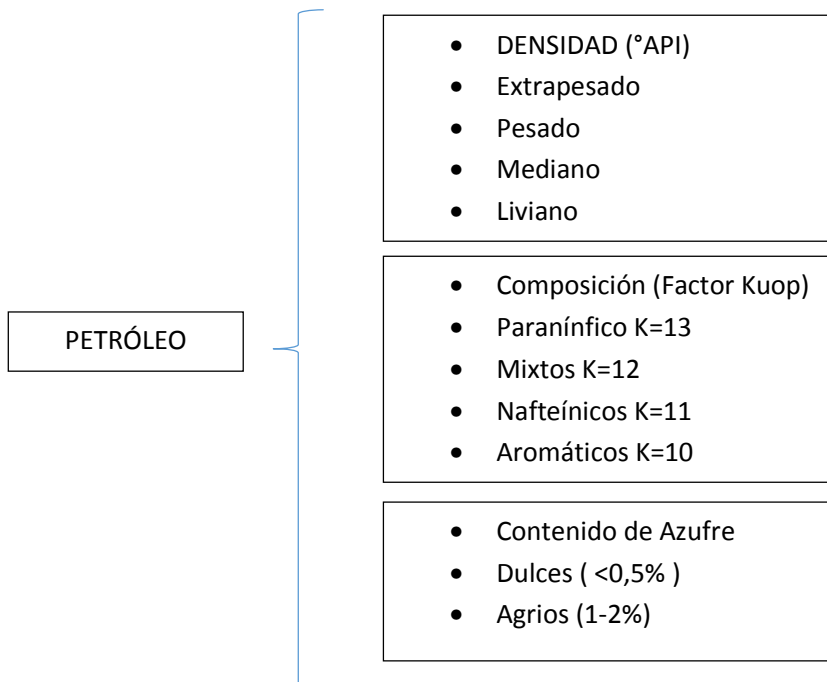 PETRÓLEO
• DENSIDAD (°API)
• Extrapesado
• Pesado
• Mediano
• Liviano
• Composición (Factor Kuop)
• Paranínfico K=13
• Mixtos K=12
• Nafteínicos K=11
• Aromáticos K=10
• Contenido de Azufre
• Dulces ( <0,5% )
• Agrios (1-2%)